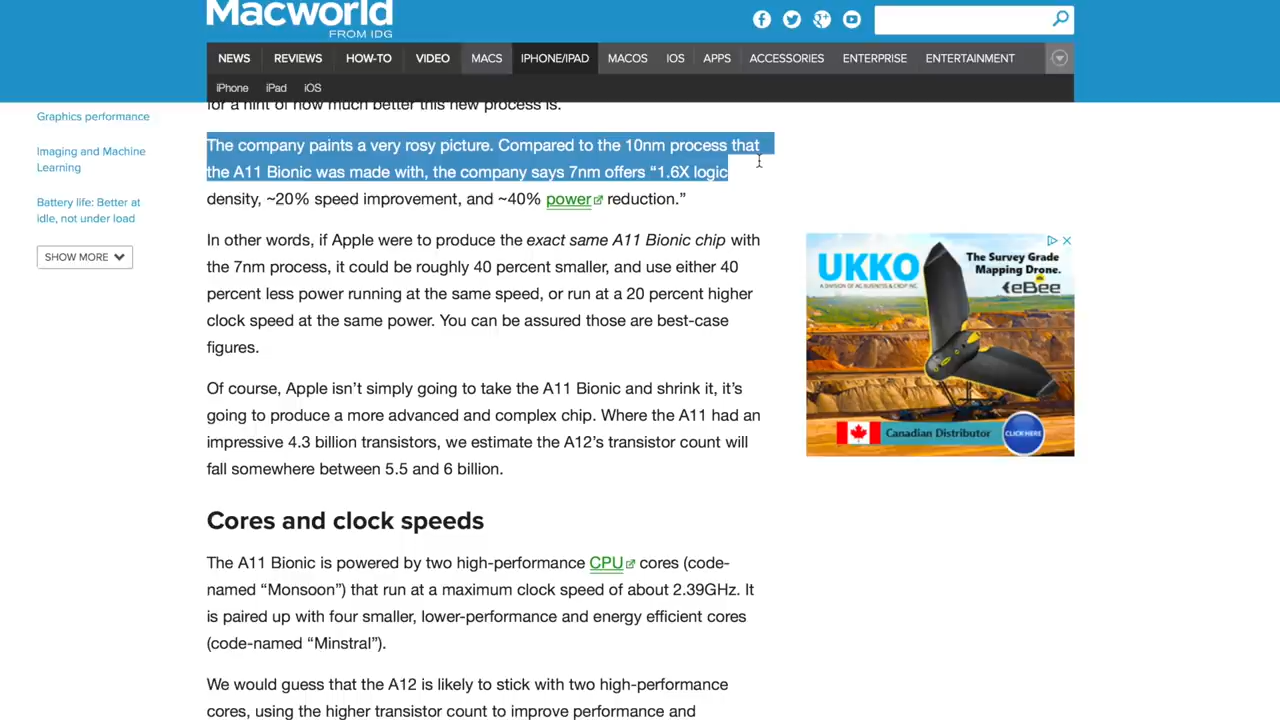 Macworld
FROM IDG
NEWS REVIEWS HOW-TO VIDEO MACS IPHONE/IPAD MACOS IOS APPS ACCESSORIES ENTERPRISE ENTERTAINMENT
iPhone iPad iOS
Graphics performance
Imaging and Machine
Learning
Battery life: Better at
idle, not under load
SHOW MORE
for a hint of how much better this new process is.
The company paints a very rosy picture. Compared to the 10nm process that
the A11 Bionic was made with, the company says 7nm offers “1.6X logic
density, ~20% speed improvement, and ~40% power reduction.”
In other words, if Apple were to produce the exact same A11 Bionic chip with
the 7nm process, it could be roughly 40 percent smaller, and use either 40
percent less power running at the same speed, or run at a 20 percent higher
clock speed at the same power. You can be assured those are best-case
figures.
Of course, Apple isn’t simply going to take the A11 Bionic and shrink it, it’s
going to produce a more advanced and complex chip. Where the A11 had an
impressive 4.3 billion transistors, we estimate the A12’s transistor count will
fall somewhere between 5.5 and 6 billion.
Cores and clock speeds
The A11 Bionic is powered by two high-performance CPU cores (code-
named “Monsoon”) that run at a maximum clock speed of about 2.39GHz. It
is paired up with four smaller, lower-performance and energy efficient cores
(code-named “Minstral”).
We would guess that the A12 is likely to stick with two high-performance
cores, using the higher transistor count to improve performance and
UKKO
A DIVISION OF AG BUSINESS & CROP INC.
The Survey Grade
Mapping Drone.
eBee
Canadian Distributor
CLICK HERE